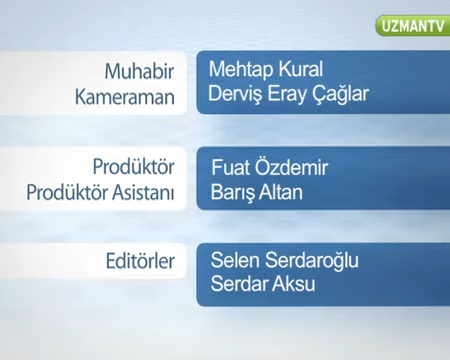 UZMANTV
Muhabir Mehtap Kural
Kameraman Derviş Eray Çağlar
Prodüktör Fuat Özdemir
Prodüktör Asistanı Barış Altan
Editörler Selen Serdaroğlu
Serdar Aksu